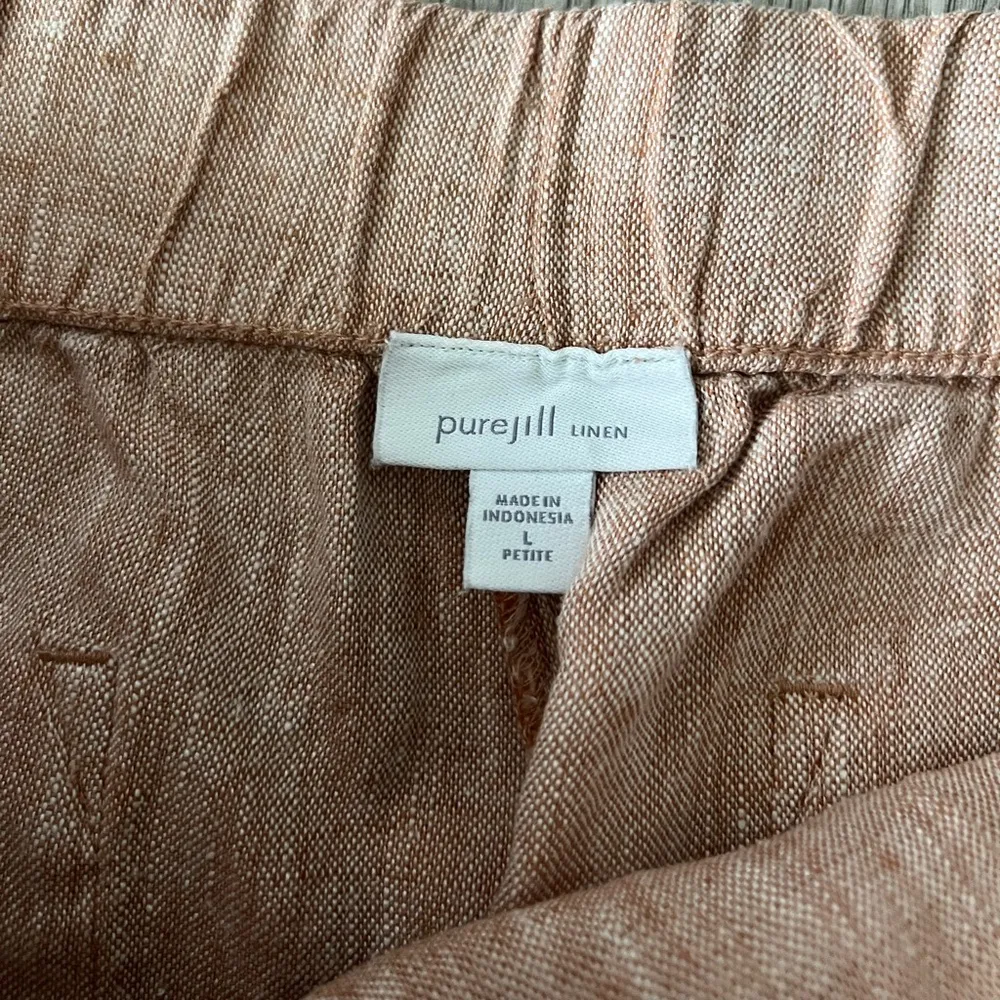 purejill LINEN
MADE IN
INDONESIA
L
PETITE